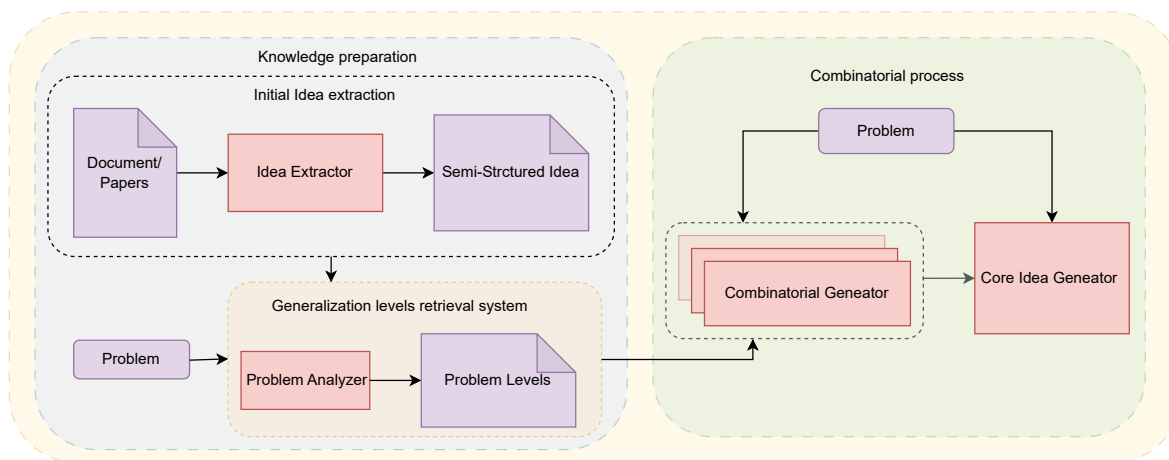 Knowledge preparation
Initial Idea extraction
Document/
Papers
Idea Extractor
Semi-Strctured Idea
Generalization levels retrieval system
Problem
Problem Analyzer
Problem Levels
Combinatorial process
Problem
Combinatorial Geneator
Core Idea Geneator